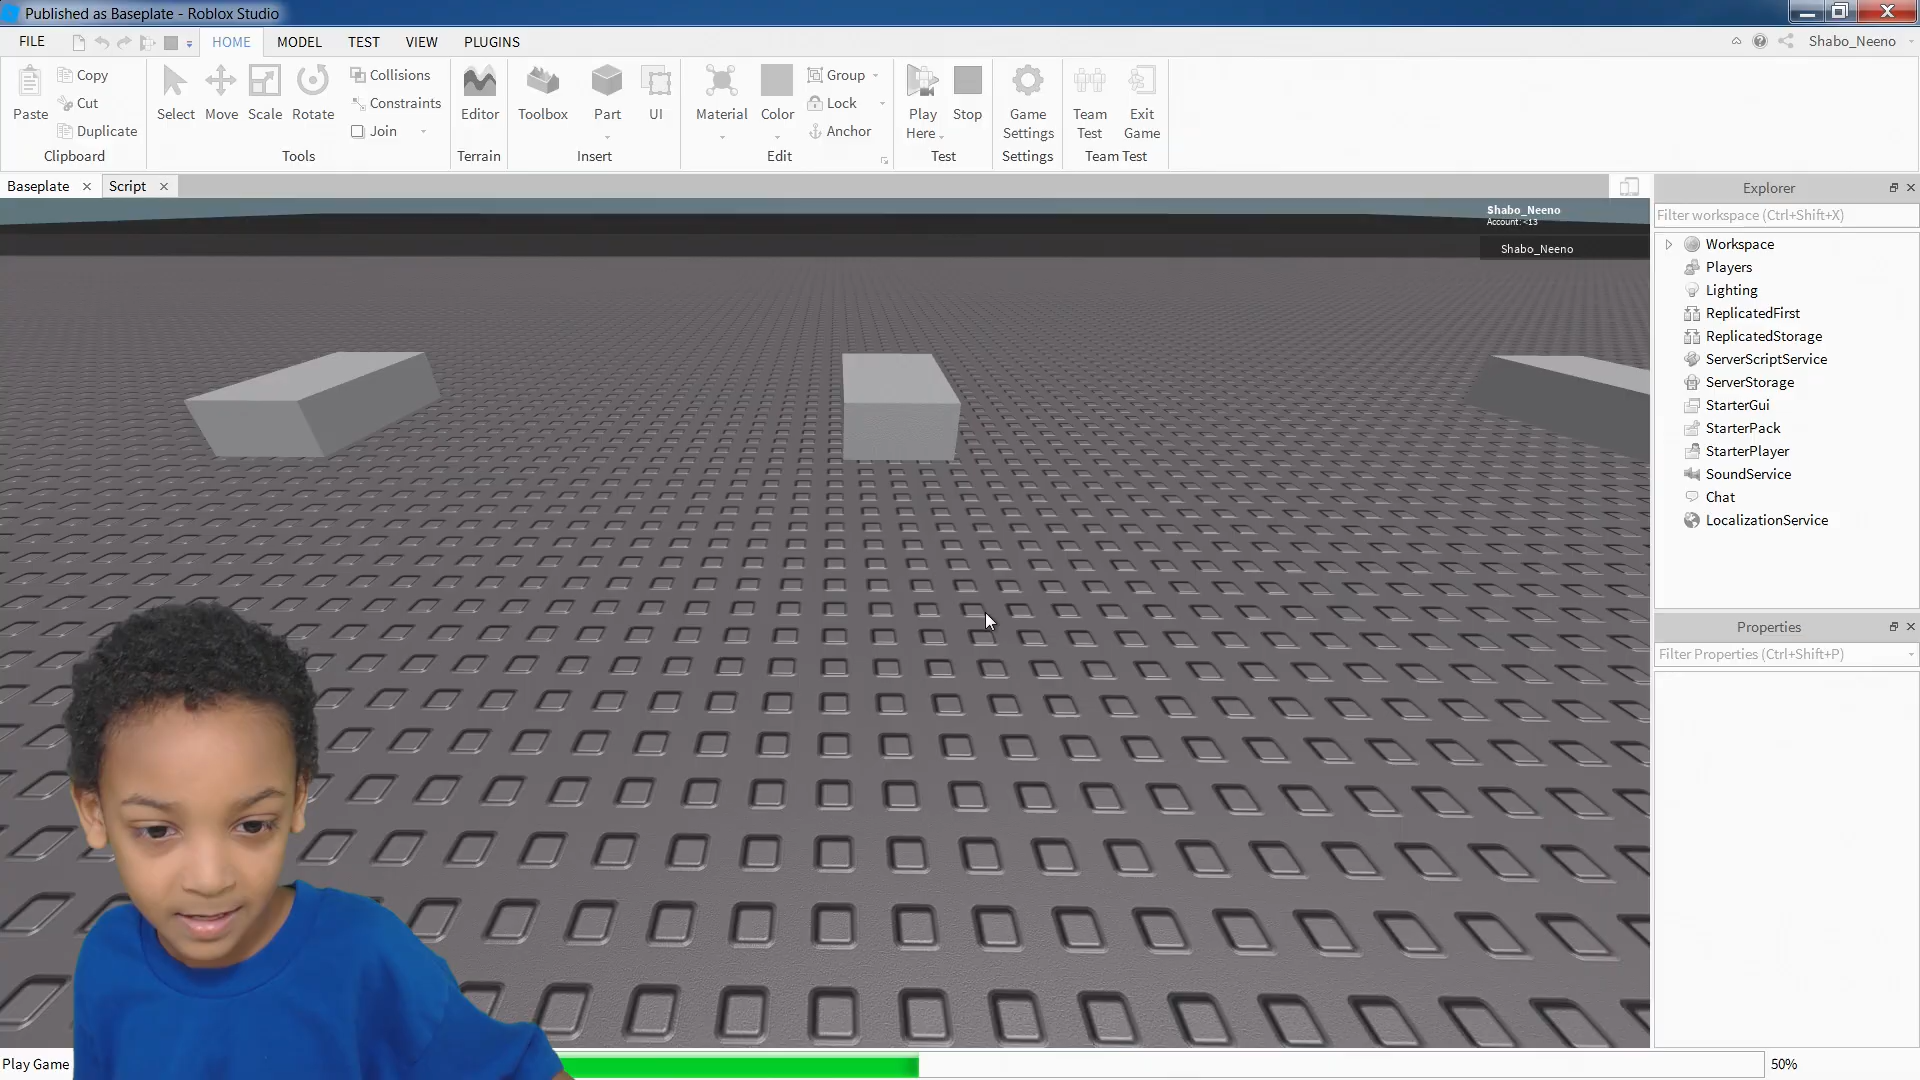 Published as Baseplate - Roblox Studio
FILE HOME MODEL TEST VIEW PLUGINS Shabo_Neeno
Paste Copy Cut Duplicate
Clipboard
Select Move Scale Rotate Collisions Constraints Join
Tools
Editor
Terrain
Toolbox Part UI
Insert
Material Color Group Lock Anchor
Edit
Play Here Stop
Test
Game Settings
Settings
Team Test Exit Game
Team Test
Baseplate Script
Shabo_Neeno
Account: <13
Shabo_Neeno
Explorer
Filter workspace (Ctrl+Shift+X)
Workspace
Players
Lighting
ReplicatedFirst
ReplicatedStorage
ServerScriptService
ServerStorage
StarterGui
StarterPack
StarterPlayer
SoundService
Chat
LocalizationService
Properties
Filter Properties (Ctrl+Shift+P)
Play Game 50%